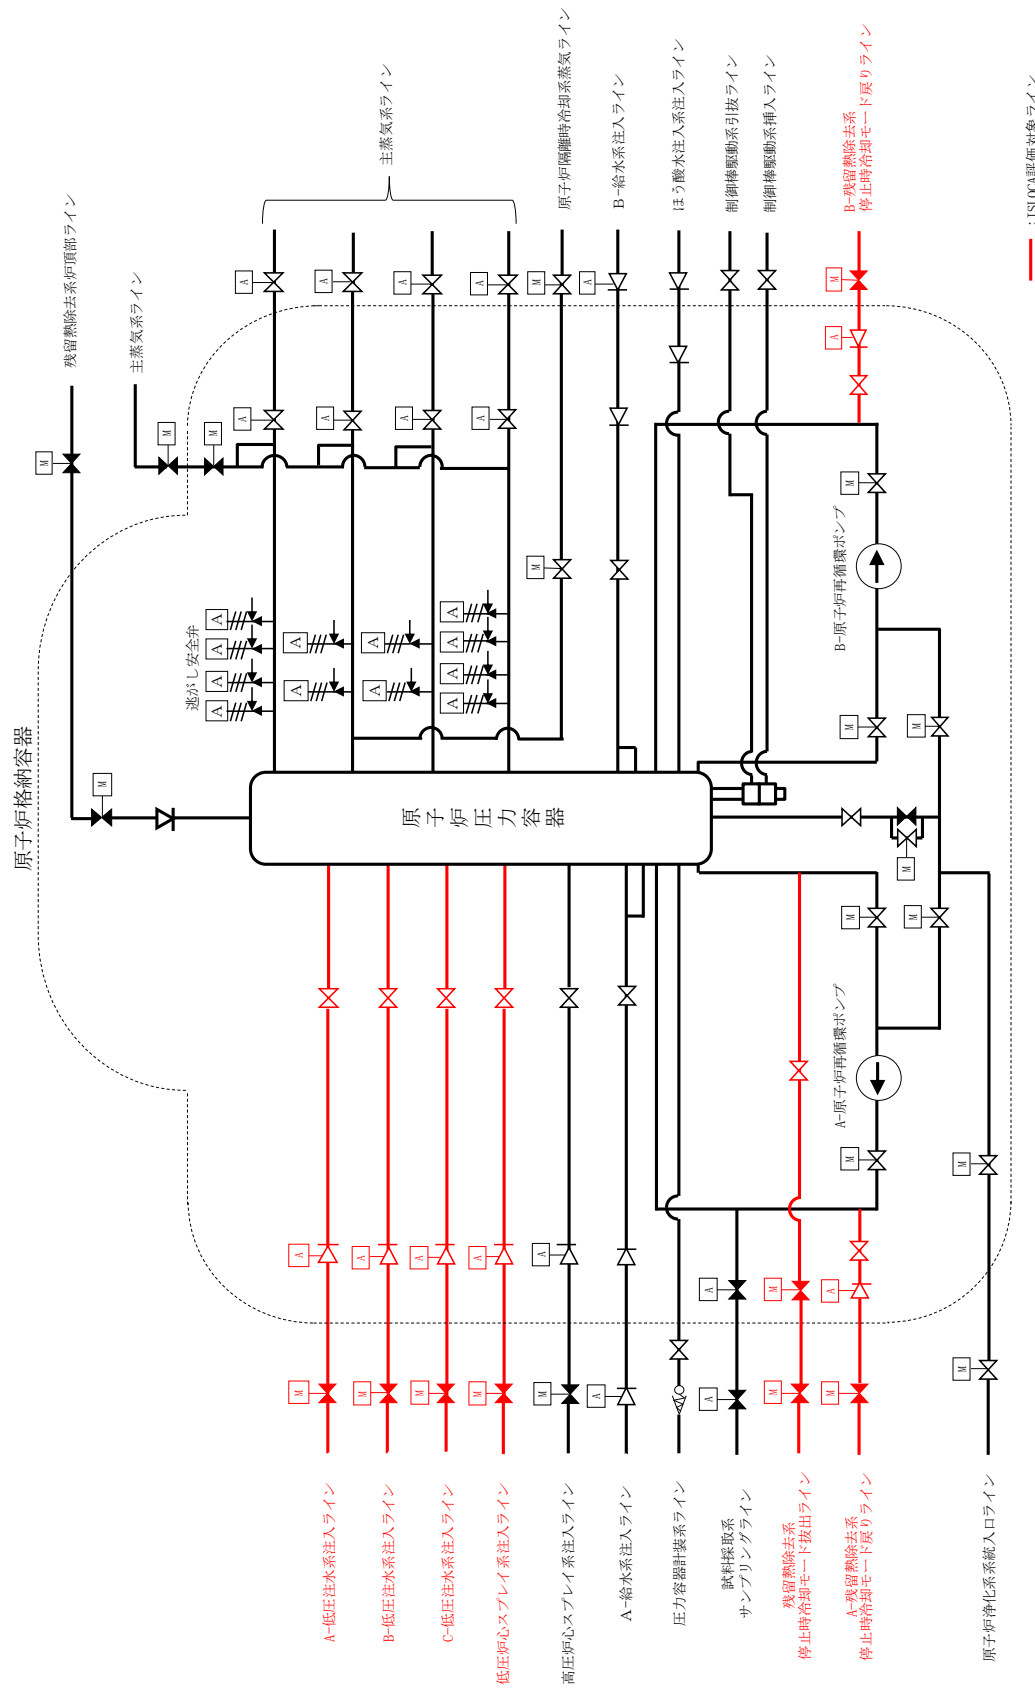 原子炉格納容器
残留熱除去系炉頂部ライン
主蒸気系ライン
主蒸気系ライン
原子炉隔離時冷却系蒸気ライン
B-給水系注入ライン
ほう酸水注入系注入ライン
制御棒駆動系引抜ライン
制御棒駆動系挿入ライン
B-残留熱除去系
停止時冷却モード戻りライン
:ISLOCA評価対象ライン
逃がし安全弁
原子炉圧力容器
B-原子炉再循環ポンプ
A-原子炉再循環ポンプ
A-低圧注水系注入ライン
B-低圧注水系注入ライン
C-低圧注水系注入ライン
低圧炉心スプレイ系注入ライン
高圧炉心スプレイ系注入ライン
A-給水系注入ライン
圧力容器計装系ライン
試料採取系
サンプリングライン
残留熱除去系
停止時冷却モード抜出ライン
A-残留熱除去系
停止時冷却モード戻りライン
原子炉浄化系系統入口ライン
M
M
M
M
A
A
A
A
A
A
A
A
M
A
M
M
A
A
A
A
A
A
A
A
A
A
A
A
A
M
M
M
M
M
M
M
M
A
A
A
A
A
A
M
A
M
M
M
M
M
M
A
A
M
M
M